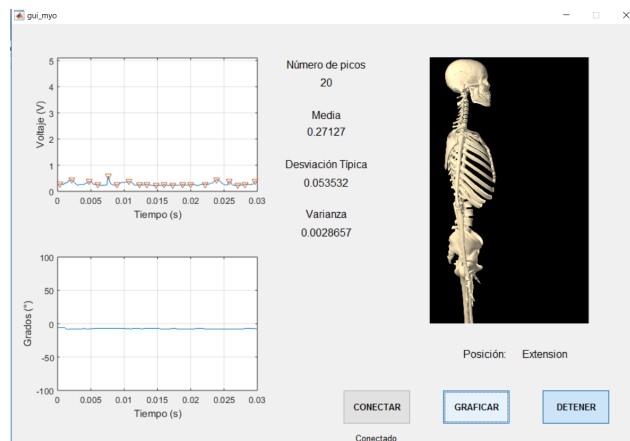 gui_myo
5
4
3
2
1
0
Voltaje (V)
0 0.005 0.01 0.015 0.02 0.025 0.03
Tiempo (s)
Número de picos
20
Media
0.27127
Desviación Típica
0.053532
Varianza
0.0028657
100
50
0
-50
-100
Grados (°)
0 0.005 0.01 0.015 0.02 0.025 0.03
Tiempo (s)
Posición: Extension
CONECTAR GRAFICAR DETENER
Conectado